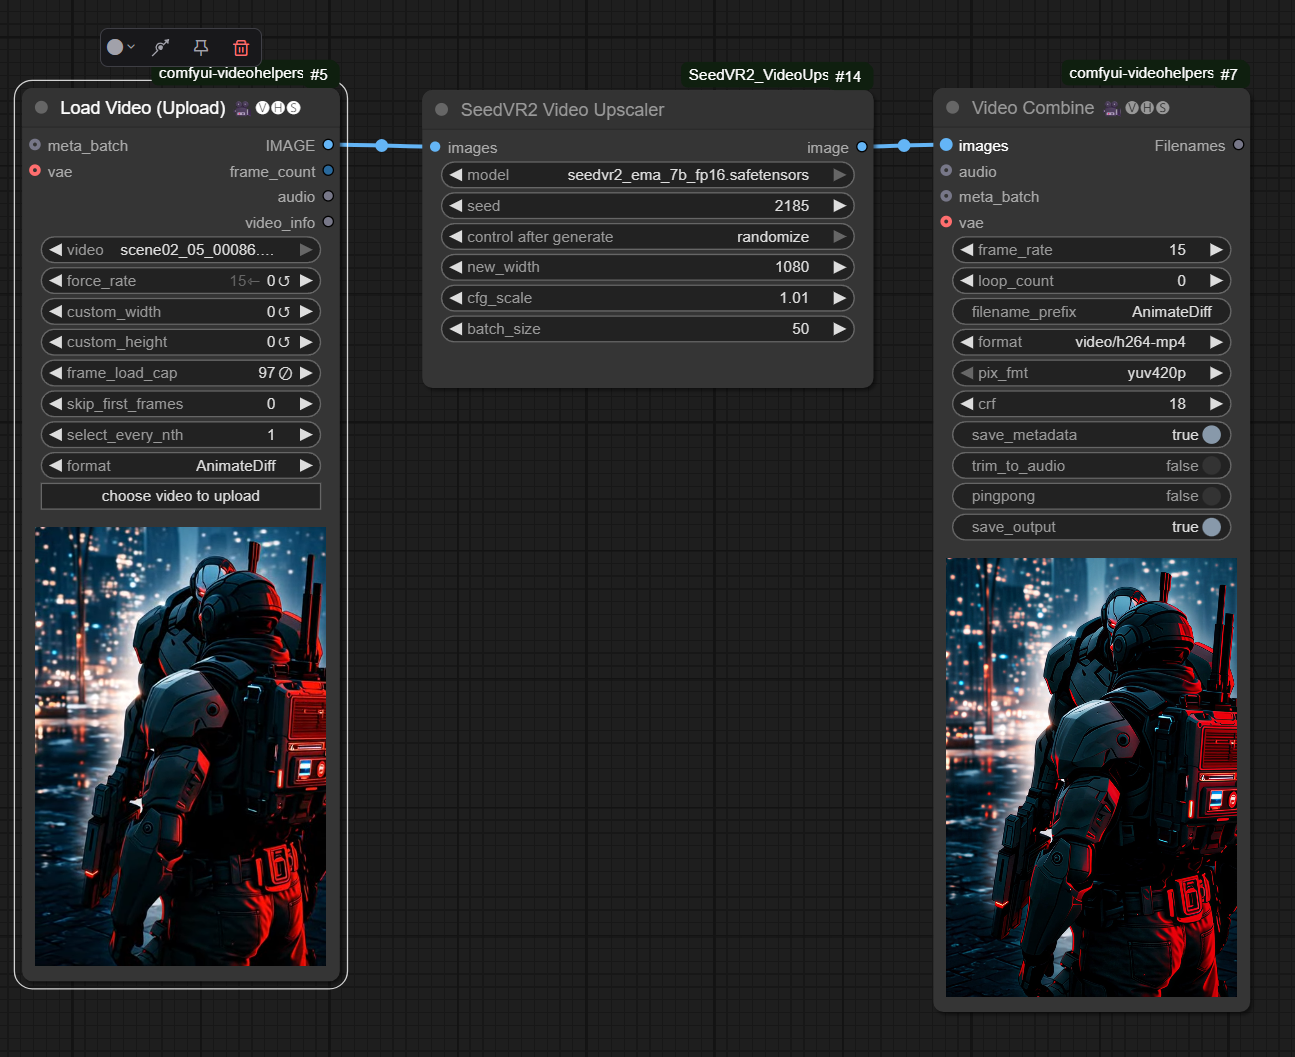 comfyui-videohelpers #5
Load Video (Upload) VHS
meta_batch IMAGE
vae frame_count
audio
video_info
video scene02_05_00086....
force_rate 15← 0↺
custom_width 0↺
custom_height 0↺
frame_load_cap 97
skip_first_frames 0
select_every_nth 1
format AnimateDiff
choose video to upload
SeedVR2_VideoUps #14
SeedVR2 Video Upscaler
images image
model seedvr2_ema_7b_fp16.safetensors
seed 2185
control after generate randomize
new_width 1080
cfg_scale 1.01
batch_size 50
comfyui-videohelpers #7
Video Combine VHS
images Filenames
audio
meta_batch
vae
frame_rate 15
loop_count 0
filename_prefix AnimateDiff
format video/h264-mp4
pix_fmt yuv420p
crf 18
save_metadata true
trim_to_audio false
pingpong false
save_output true